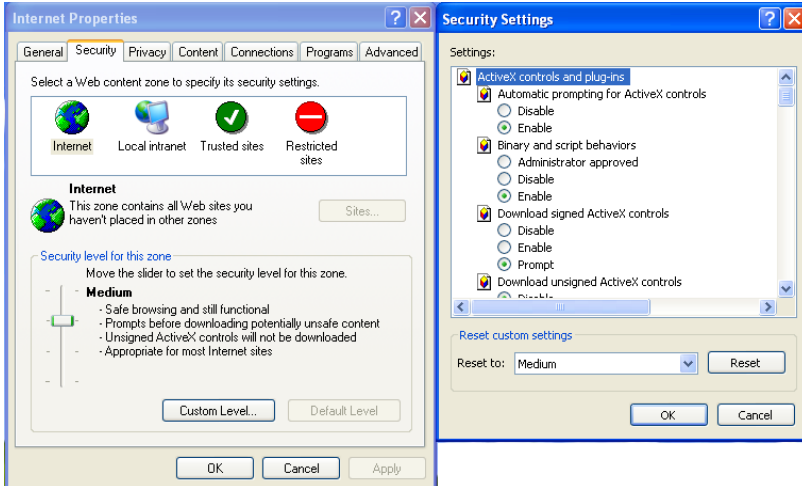 Internet Properties
General Security Privacy Content Connections Programs Advanced
Select a Web content zone to specify its security settings.
Internet Local intranet Trusted sites Restricted
sites
Internet
This zone contains all Web sites you
haven't placed in other zones
Sites...
Security level for this zone
Move the slider to set the security level for this zone.
Medium
- Safe browsing and still functional
- Prompts before downloading potentially unsafe content
- Unsigned ActiveX controls will not be downloaded
- Appropriate for most Internet sites
Custom Level... Default Level
OK Cancel Apply
Security Settings
Settings:
ActiveX controls and plug-ins
Automatic prompting for ActiveX controls
Disable
Enable
Binary and script behaviors
Administrator approved
Disable
Enable
Download signed ActiveX controls
Disable
Enable
Prompt
Download unsigned ActiveX controls
Disable
Reset custom settings
Reset to: Medium Reset
OK Cancel